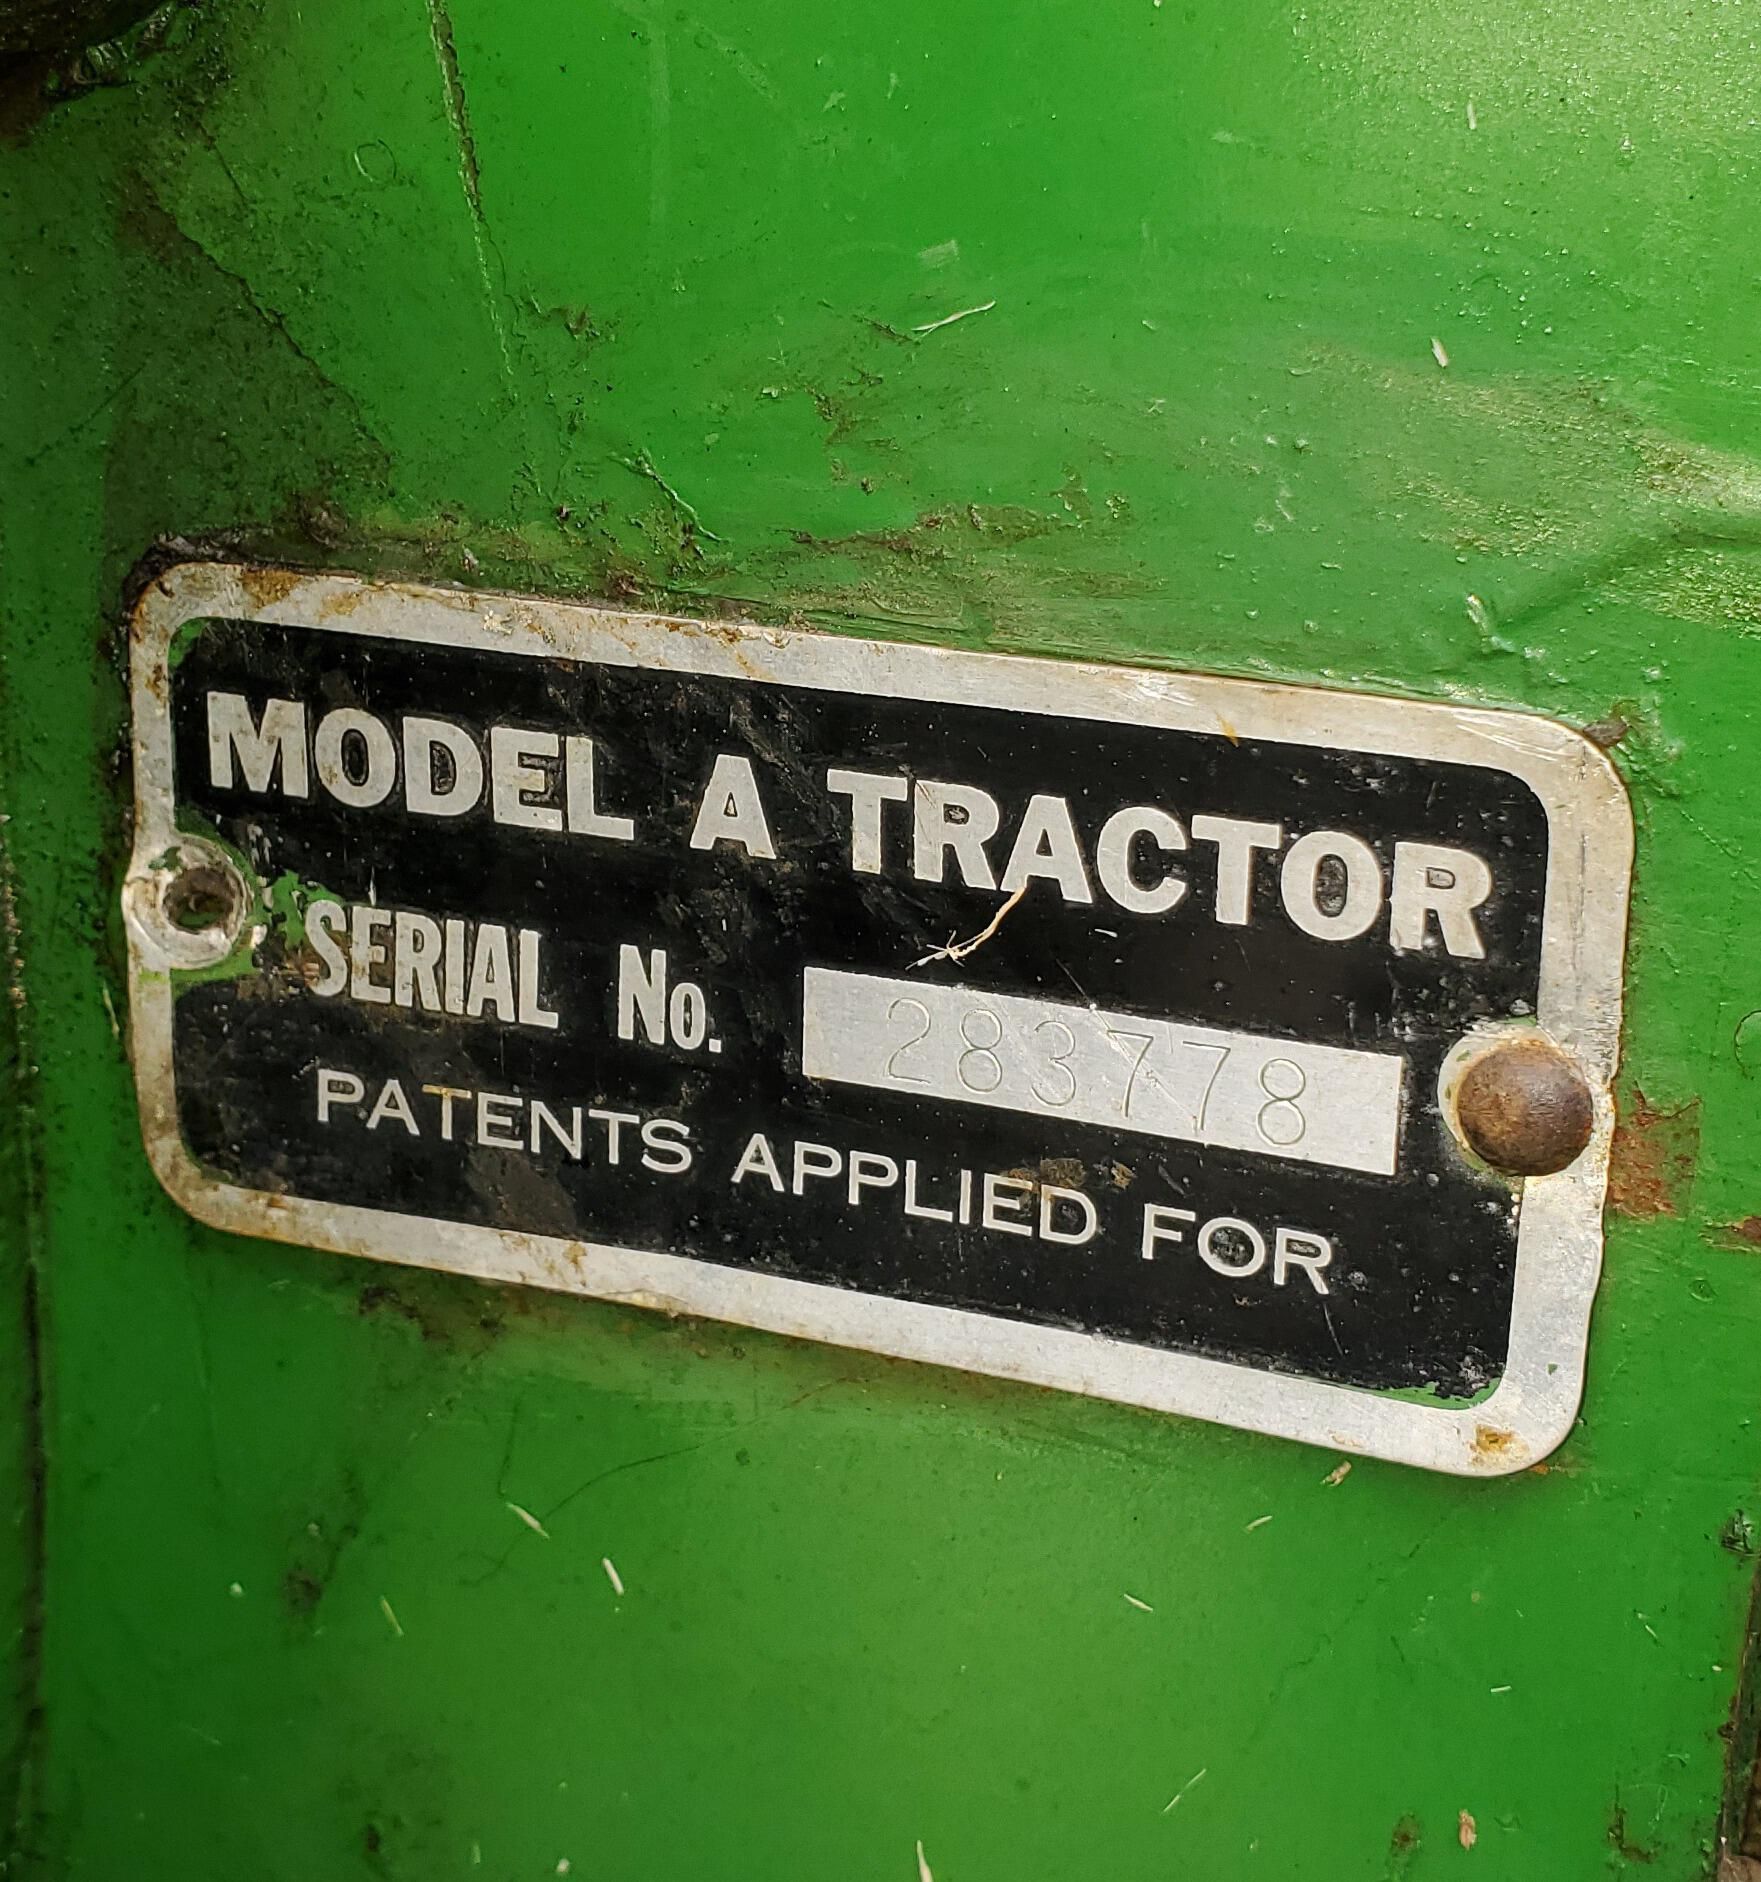 MODEL A TRACTOR
SERIAL No. 283778
PATENTS APPLIED FOR